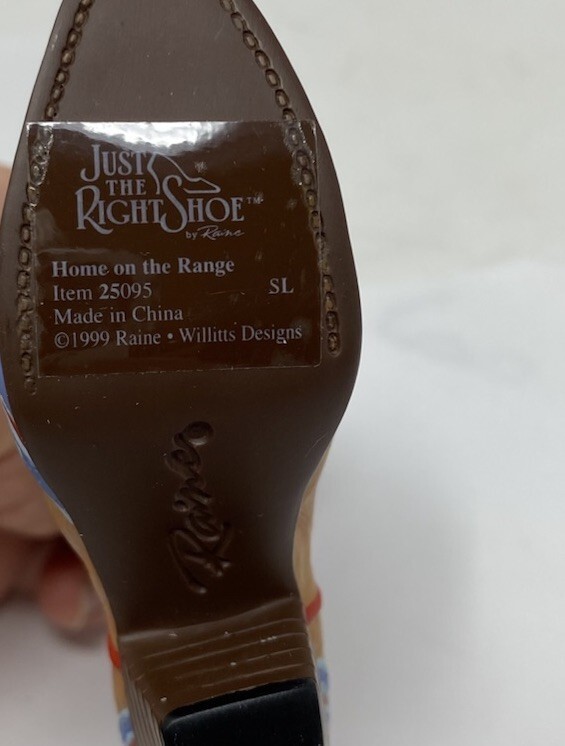 JUST
THE
RIGHT SHOE™
by Raine
Home on the Range
Item 25095 SL
Made in China
©1999 Raine • Willitts Designs
Raine